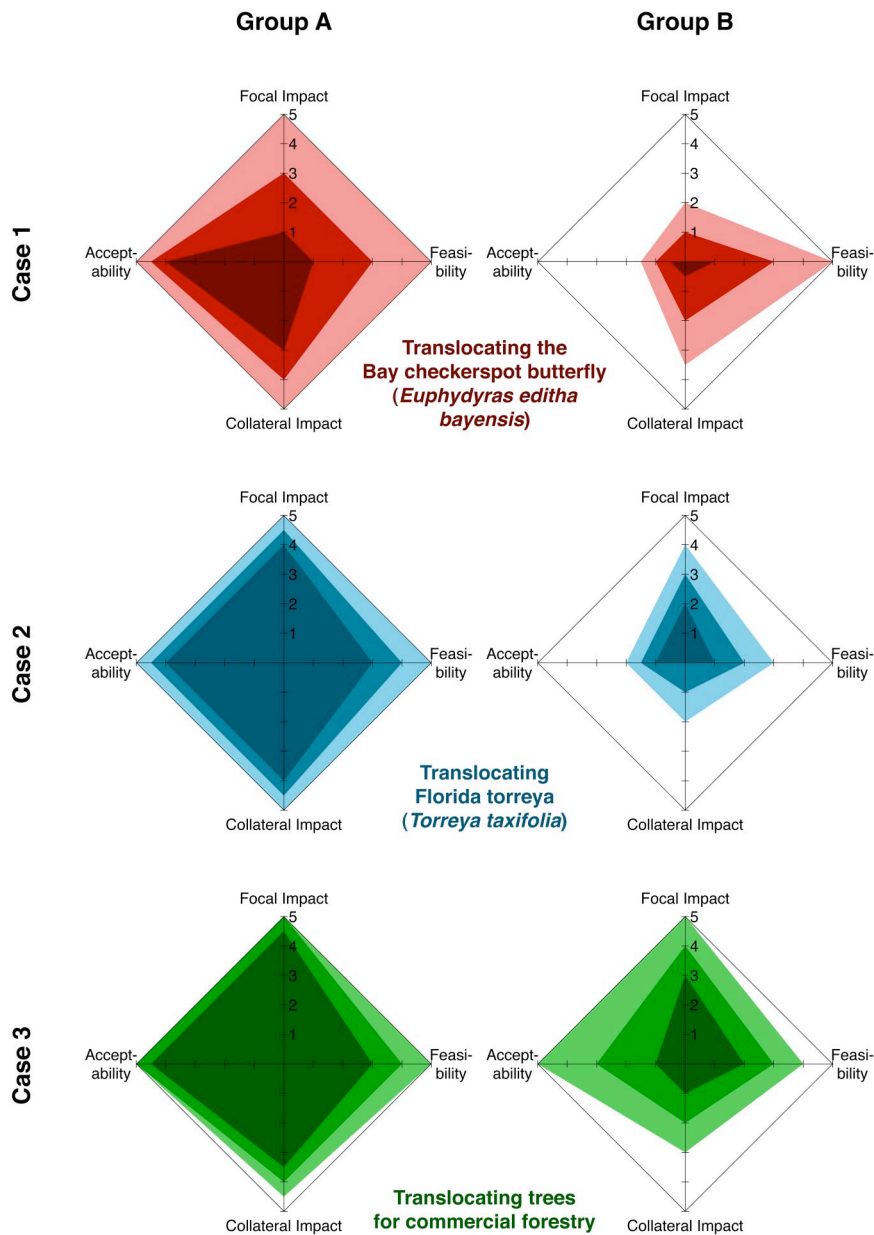 Group A
Group B
Case 1
Focal Impact
5
4
3
2
1
Accept-
ability
Feasi-
bility
Collateral Impact
Focal Impact
5
4
3
2
1
Accept-
ability
Feasi-
bility
Collateral Impact
Translocating the
Bay checkerspot butterfly
(Euphydyras editha
bayensis)
Case 2
Focal Impact
5
4
3
2
1
Accept-
ability
Feasi-
bility
Collateral Impact
Focal Impact
5
4
3
2
1
Accept-
ability
Feasi-
bility
Collateral Impact
Translocating
Florida torreya
(Torreya taxifolia)
Case 3
Focal Impact
5
4
3
2
1
Accept-
ability
Feasi-
bility
Collateral Impact
Focal Impact
5
4
3
2
1
Accept-
ability
Feasi-
bility
Collateral Impact
Translocating trees
for commercial forestry